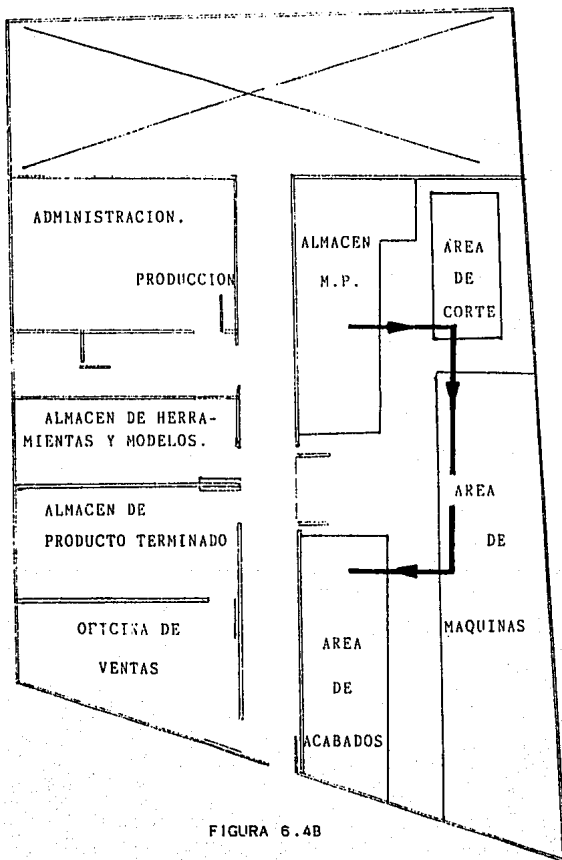 ADMINISTRACION.
PRODUCCION
ALMACEN
M.P.
AREA
DE
CORTE
ALMACEN DE HERRA-
MIENTAS Y MODELOS.
ALMACEN DE
PRODUCTO TERMINADO
OFICINA DE
VENTAS
AREA
DE
MAQUINAS
AREA
DE
ACABADOS
FIGURA 6.4B